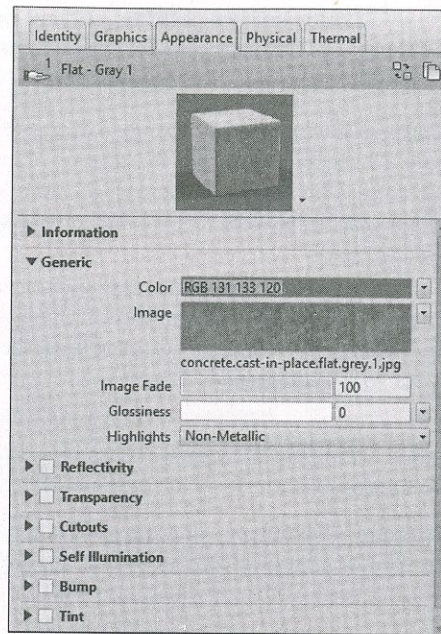 Identity Graphics Appearance Physical Thermal
1 Flat - Gray 1
Information
Generic
Color RGB 131 133 120
Image
concrete.cast-in-place.flat.grey.1.jpg
Image Fade 100
Glossiness 0
Highlights Non-Metallic
Reflectivity
Transparency
Cutouts
Self Illumination
Bump
Tint